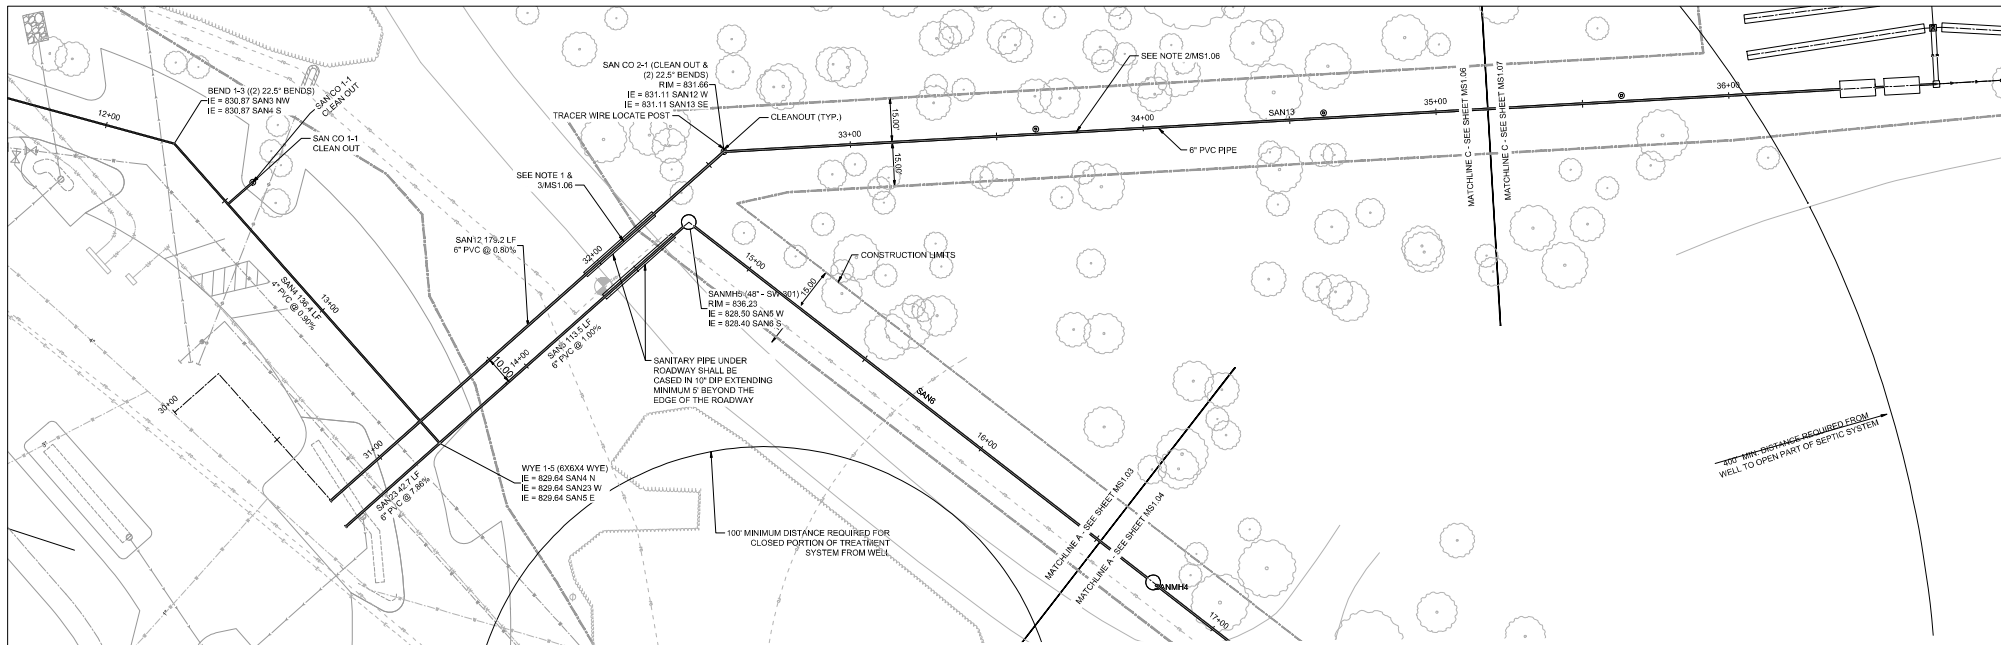 12+00
BEND 1-3 ((2) 22.5° BENDS)
IE = 830.87 SAN3 NW
IE = 830.87 SAN4 S
SAN CO 1-1
CLEAN OUT
SAN CO 1-1
CLEAN OUT
SAN CO 2-1 (CLEAN OUT &
(2) 22.5° BENDS)
RIM = 831.66
IE = 831.11 SAN12 W
IE = 831.11 SAN13 SE
TRACER WIRE LOCATE POST
CLEANOUT (TYP.)
SEE NOTE 2/MS1.06
15.00'
15.00'
33+00
34+00
SAN13
35+00
36+00
6" PVC PIPE
MATCHLINE C - SEE SHEET MS1.06
MATCHLINE C - SEE SHEET MS1.07
SEE NOTE 1 &
3/MS1.06
SAN12 179.2 LF
6" PVC @ 0.80%
32+00
SAN4 136.4 LF
4" PVC @ 0.90%
13+00
4"
15+00
15.00
CONSTRUCTION LIMITS
SANMH5 (48" - SW-301)
RIM = 836.23
IE = 828.50 SAN5 W
IE = 828.40 SAN6 S
SAN5 113.5 LF
6" PVC @ 1.00%
14+00
10.00
SANITARY PIPE UNDER
ROADWAY SHALL BE
CASED IN 10" DIP EXTENDING
MINIMUM 5' BEYOND THE
EDGE OF THE ROADWAY
30+00
31+00
3"
SAN6
16+00
WYE 1-5 (6X6X4 WYE)
IE = 829.64 SAN4 N
IE = 829.64 SAN23 W
IE = 829.64 SAN5 E
SAN23 42.7 LF
6" PVC @ 7.86%
100' MINIMUM DISTANCE REQUIRED FOR
CLOSED PORTION OF TREATMENT
SYSTEM FROM WELL
MATCHLINE A - SEE SHEET MS1.03
MATCHLINE A - SEE SHEET MS1.04
400' MIN. DISTANCE REQUIRED FROM
WELL TO OPEN PART OF SEPTIC SYSTEM
SANMH4
17+00